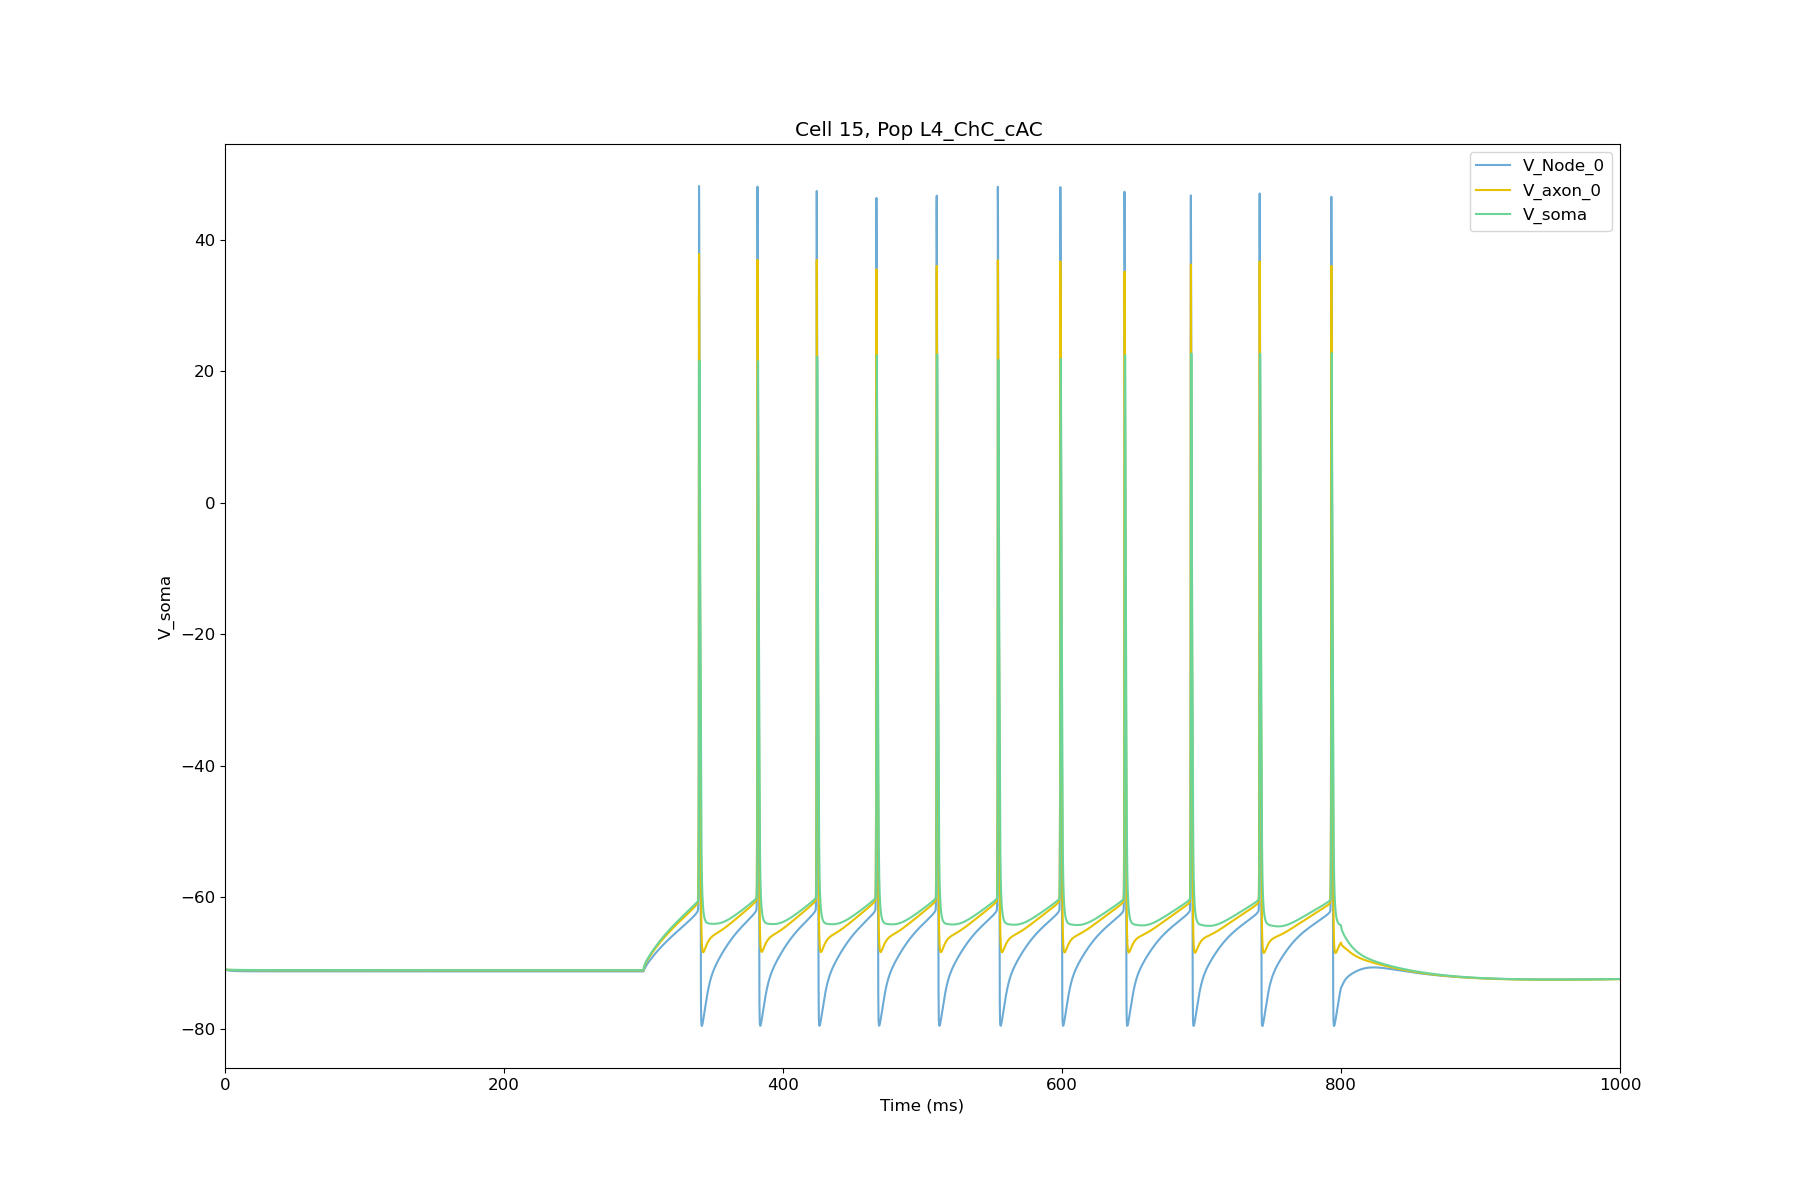 Cell 15, Pop L4_ChC_cAC
V_Node_0
V_axon_0
V_soma
40
20
0
−20
−40
−60
−80
V_soma
0 200 400 600 800 1000
Time (ms)